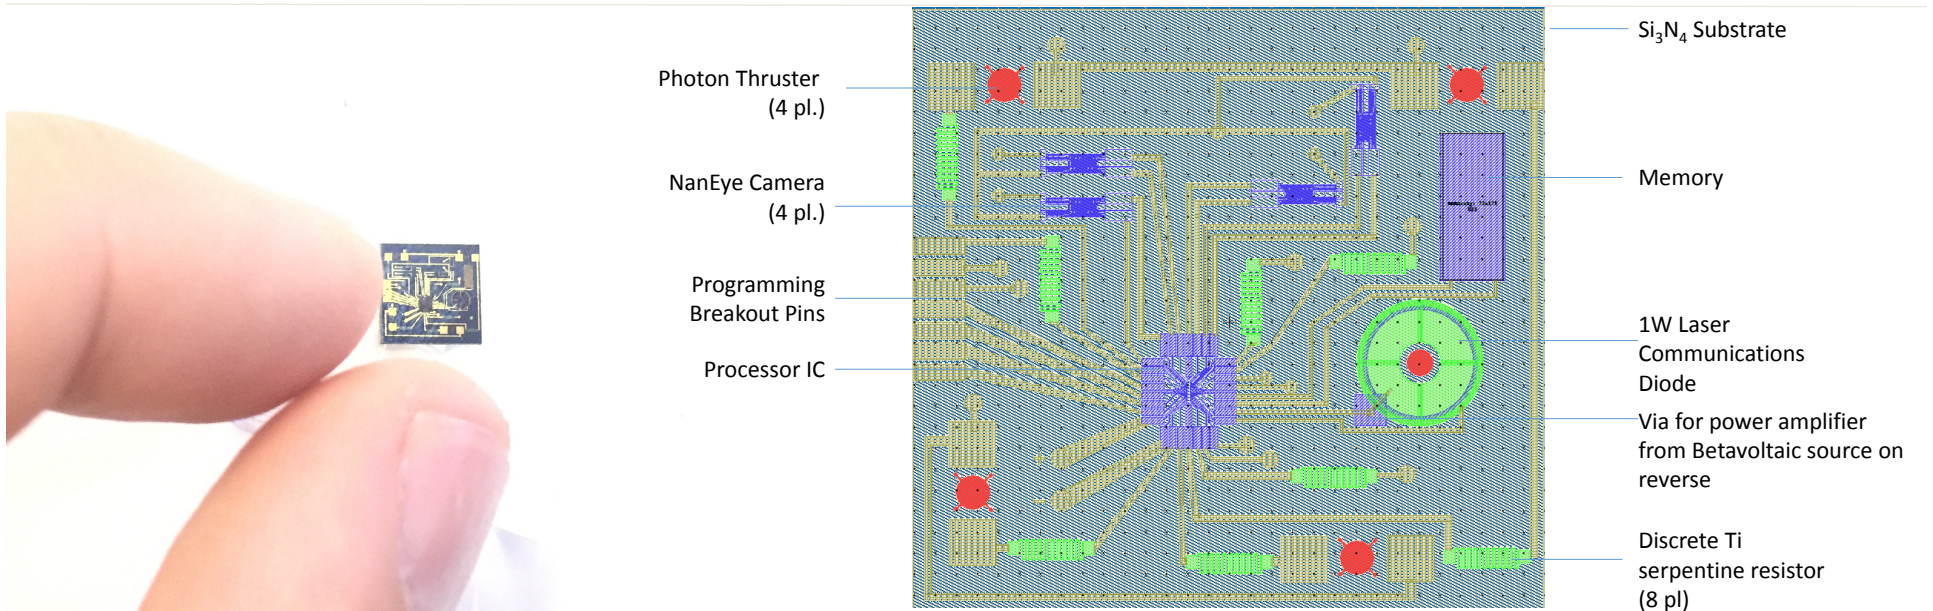 Photon Thruster
(4 pl.)
NanEye Camera
(4 pl.)
Programming
Breakout Pins
Processor IC
Si₃N₄ Substrate
Memory
1W Laser
Communications
Diode
Via for power amplifier
from Betavoltaic source on
reverse
Discrete Ti
serpentine resistor
(8 pl)